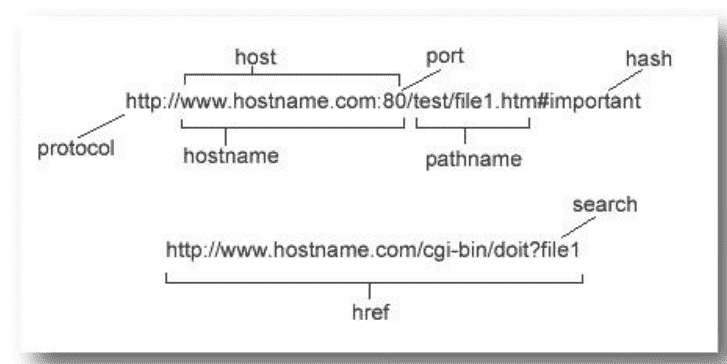 host port hash
http://www.hostname.com:80/test/file1.htm#important
protocol hostname pathname
search
http://www.hostname.com/cgi-bin/doit?file1
href